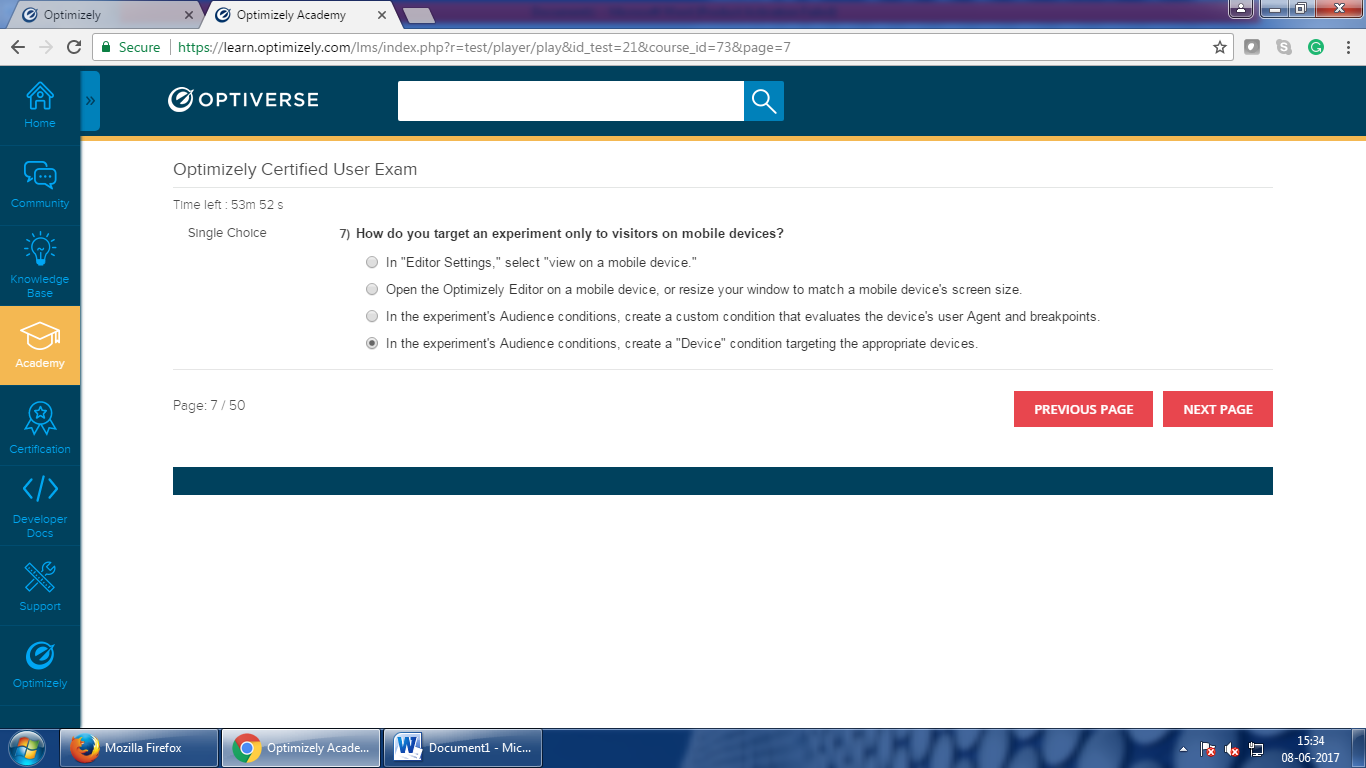 Optimizely
Optimizely Academy
Secure
https://learn.optimizely.com/lms/index.php?r=test/player/play&id_test=21&course_id=73&page=7
»
OPTIVERSE
Home
Community
Knowledge
Base
Academy
Certification
Developer
Docs
Support
Optimizely
Optimizely Certified User Exam
Time left : 53m 52 s
Single Choice
7) How do you target an experiment only to visitors on mobile devices?
In "Editor Settings," select "view on a mobile device."
Open the Optimizely Editor on a mobile device, or resize your window to match a mobile device's screen size.
In the experiment's Audience conditions, create a custom condition that evaluates the device's user Agent and breakpoints.
In the experiment's Audience conditions, create a "Device" condition targeting the appropriate devices.
Page: 7 / 50
PREVIOUS PAGE
NEXT PAGE
Mozilla Firefox
Optimizely Acade...
Document1 - Mic...
15:34
08-06-2017